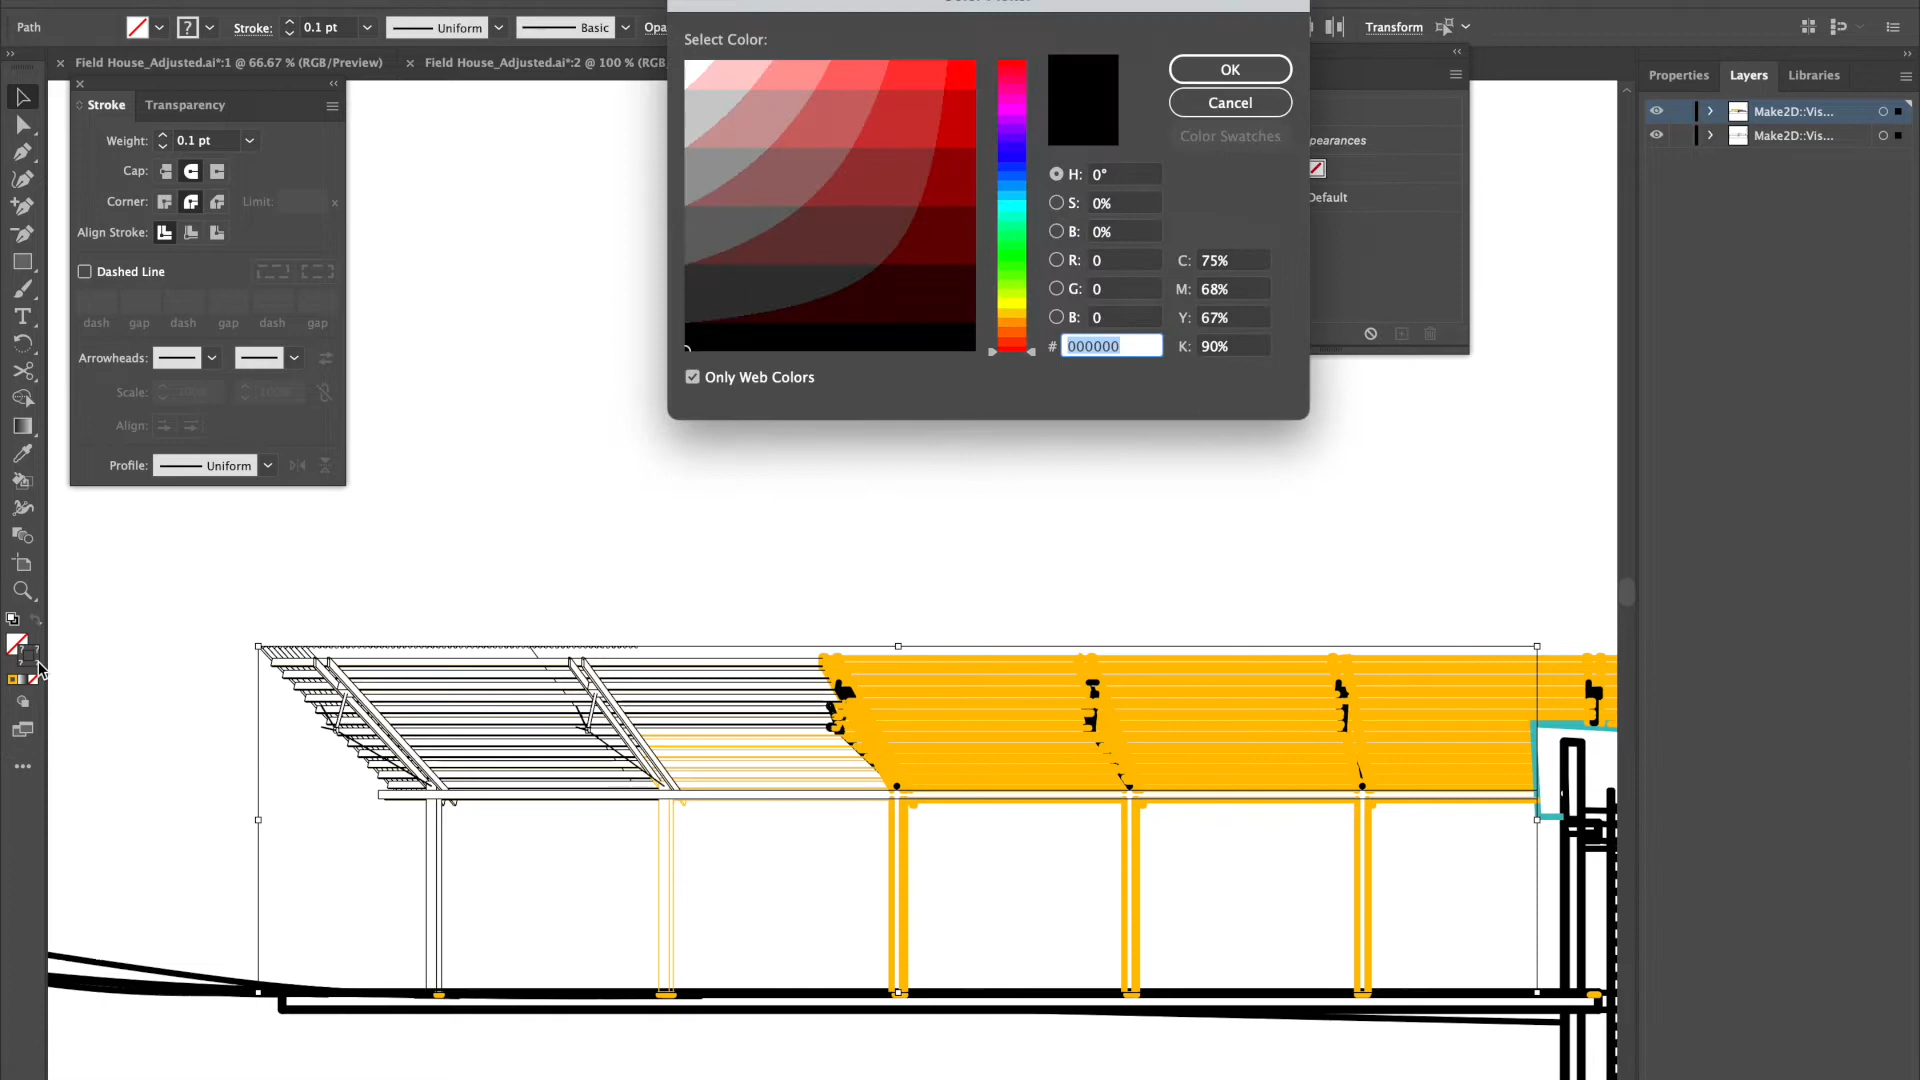 Path
Stroke:
0.1 pt
Uniform
Basic
Opa
Transform
× Field House_Adjusted.ai*:1 @ 66.67 % (RGB/Preview)
× Field House_Adjusted.ai*:2 @ 100 % (RGB
Stroke
Transparency
Weight:
0.1 pt
Cap:
Corner:
Limit:
x
Align Stroke:
Dashed Line
dash
gap
dash
gap
dash
gap
Arrowheads:
Scale:
100%
100%
Align:
Profile:
Uniform
Select Color:
OK
Cancel
Color Swatches
H:
0°
S:
0%
B:
0%
R:
0
C:
75%
G:
0
M:
68%
B:
0
Y:
67%
#
000000
K:
90%
Only Web Colors
pearances
Default
Properties
Layers
Libraries
Make2D::Vis...
Make2D::Vis...